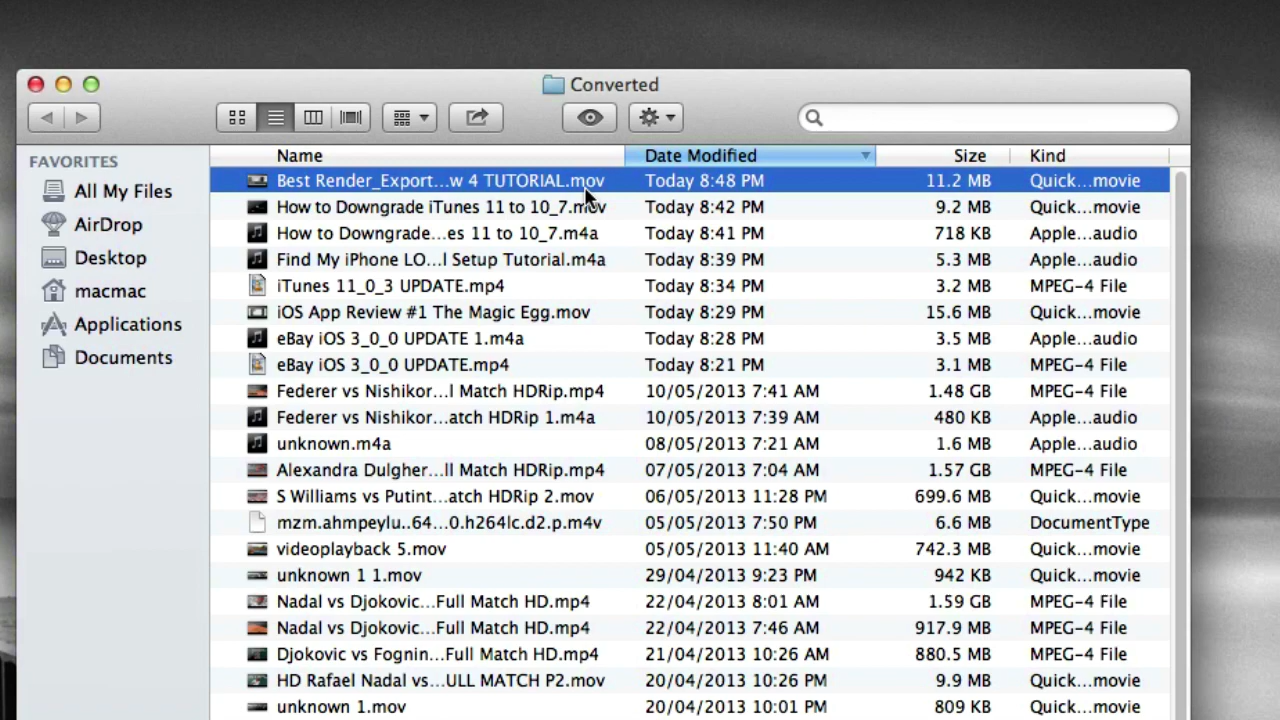 Converted
FAVORITES
All My Files
AirDrop
Desktop
macmac
Applications
Documents
Name Date Modified Size Kind
Best Render_Export...w 4 TUTORIAL.mov Today 8:48 PM 11.2 MB Quick...movie
How to Downgrade iTunes 11 to 10_7.mov Today 8:42 PM 9.2 MB Quick...movie
How to Downgrade...es 11 to 10_7.m4a Today 8:41 PM 718 KB Apple...audio
Find My iPhone LO...l Setup Tutorial.m4a Today 8:39 PM 5.3 MB Apple...audio
iTunes 11_0_3 UPDATE.mp4 Today 8:34 PM 3.2 MB MPEG-4 File
iOS App Review #1 The Magic Egg.mov Today 8:29 PM 15.6 MB Quick...movie
eBay iOS 3_0_0 UPDATE 1.m4a Today 8:28 PM 3.5 MB Apple...audio
eBay iOS 3_0_0 UPDATE.mp4 Today 8:21 PM 3.1 MB MPEG-4 File
Federer vs Nishikor...l Match HDRip.mp4 10/05/2013 7:41 AM 1.48 GB MPEG-4 File
Federer vs Nishikor...atch HDRip 1.m4a 10/05/2013 7:39 AM 480 KB Apple...audio
unknown.m4a 08/05/2013 7:21 AM 1.6 MB Apple...audio
Alexandra Dulgher...ll Match HDRip.mp4 07/05/2013 7:04 AM 1.57 GB MPEG-4 File
S Williams vs Putint...atch HDRip 2.mov 06/05/2013 11:28 PM 699.6 MB Quick...movie
mzm.ahmpeylu..64...0.h264lc.d2.p.m4v 05/05/2013 7:50 PM 6.6 MB DocumentType
videoplayback 5.mov 05/05/2013 11:40 AM 742.3 MB Quick...movie
unknown 1 1.mov 29/04/2013 9:23 PM 942 KB Quick...movie
Nadal vs Djokovic...Full Match HD.mp4 22/04/2013 8:01 AM 1.59 GB MPEG-4 File
Nadal vs Djokovic...Full Match HD.mp4 22/04/2013 7:46 AM 917.9 MB MPEG-4 File
Djokovic vs Fognin...Full Match HD.mp4 21/04/2013 10:26 AM 880.5 MB MPEG-4 File
HD Rafael Nadal vs...ULL MATCH P2.mov 20/04/2013 10:26 PM 9.9 MB Quick...movie
unknown 1.mov 20/04/2013 10:01 PM 809 KB Quick...movie